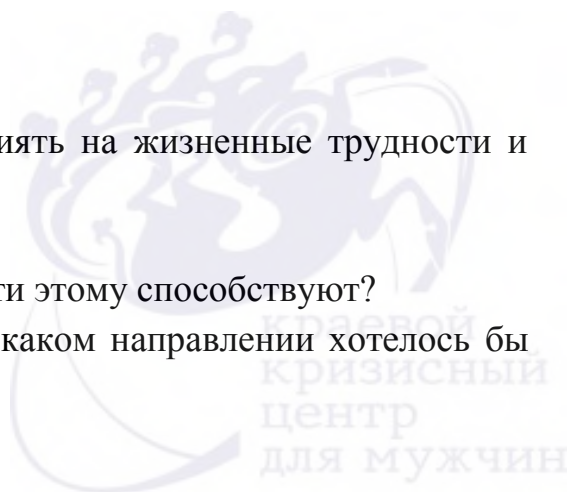 иять на жизненные трудности и
ти этому способствуют?
каком направлении хотелось бы
краевой
кризисный
центр
для мужчин